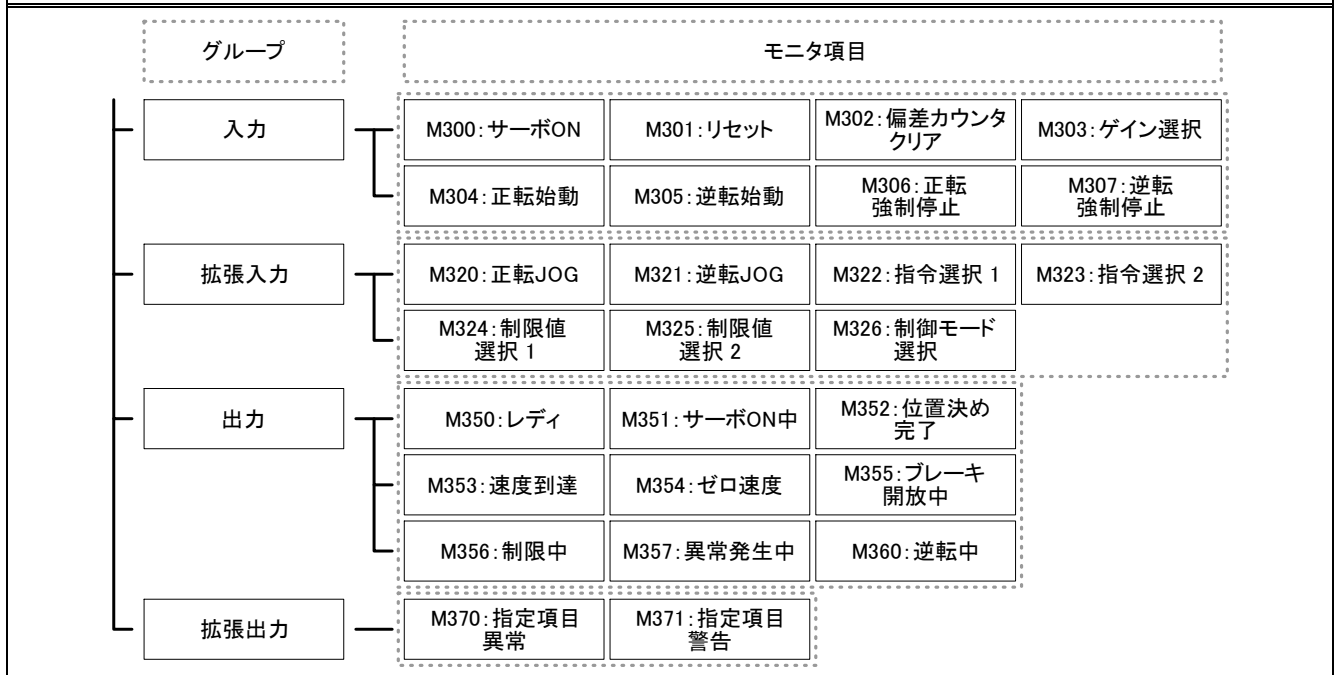 グループ
モニタ項目
入力
M300:サーボON
M301:リセット
M302:偏差カウンタ
クリア
M303:ゲイン選択
M304:正転始動
M305:逆転始動
M306:正転
強制停止
M307:逆転
強制停止
拡張入力
M320:正転JOG
M321:逆転JOG
M322:指令選択 1
M323:指令選択 2
M324:制限値
選択 1
M325:制限値
選択 2
M326:制御モード
選択
出力
M350:レディ
M351:サーボON中
M352:位置決め
完了
M353:速度到達
M354:ゼロ速度
M355:ブレーキ
開放中
M356:制限中
M357:異常発生中
M360:逆転中
拡張出力
M370:指定項目
異常
M371:指定項目
警告